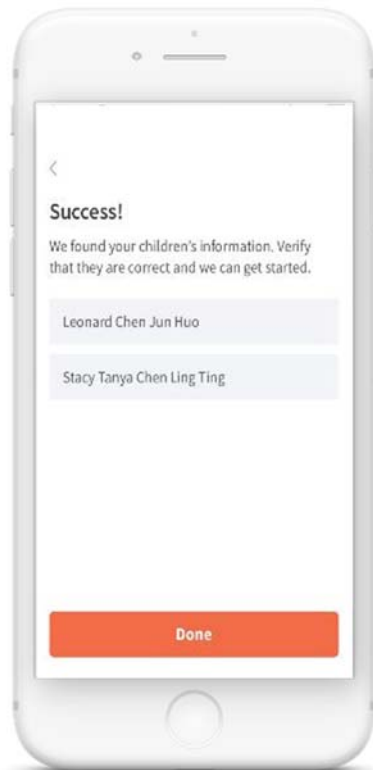 Success!
We found your children's information. Verify
that they are correct and we can get started.
Leonard Chen Jun Huo
Stacy Tanya Chen Ling Ting
Done